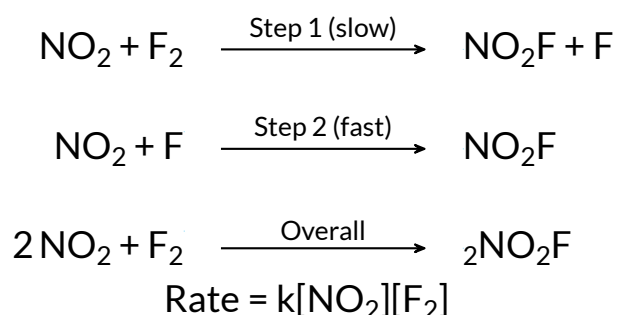 NO₂ + F₂ Step 1 (slow) NO₂F + F
NO₂ + F Step 2 (fast) NO₂F
2 NO₂ + F₂ Overall ₂NO₂F
Rate = k[NO₂][F₂]